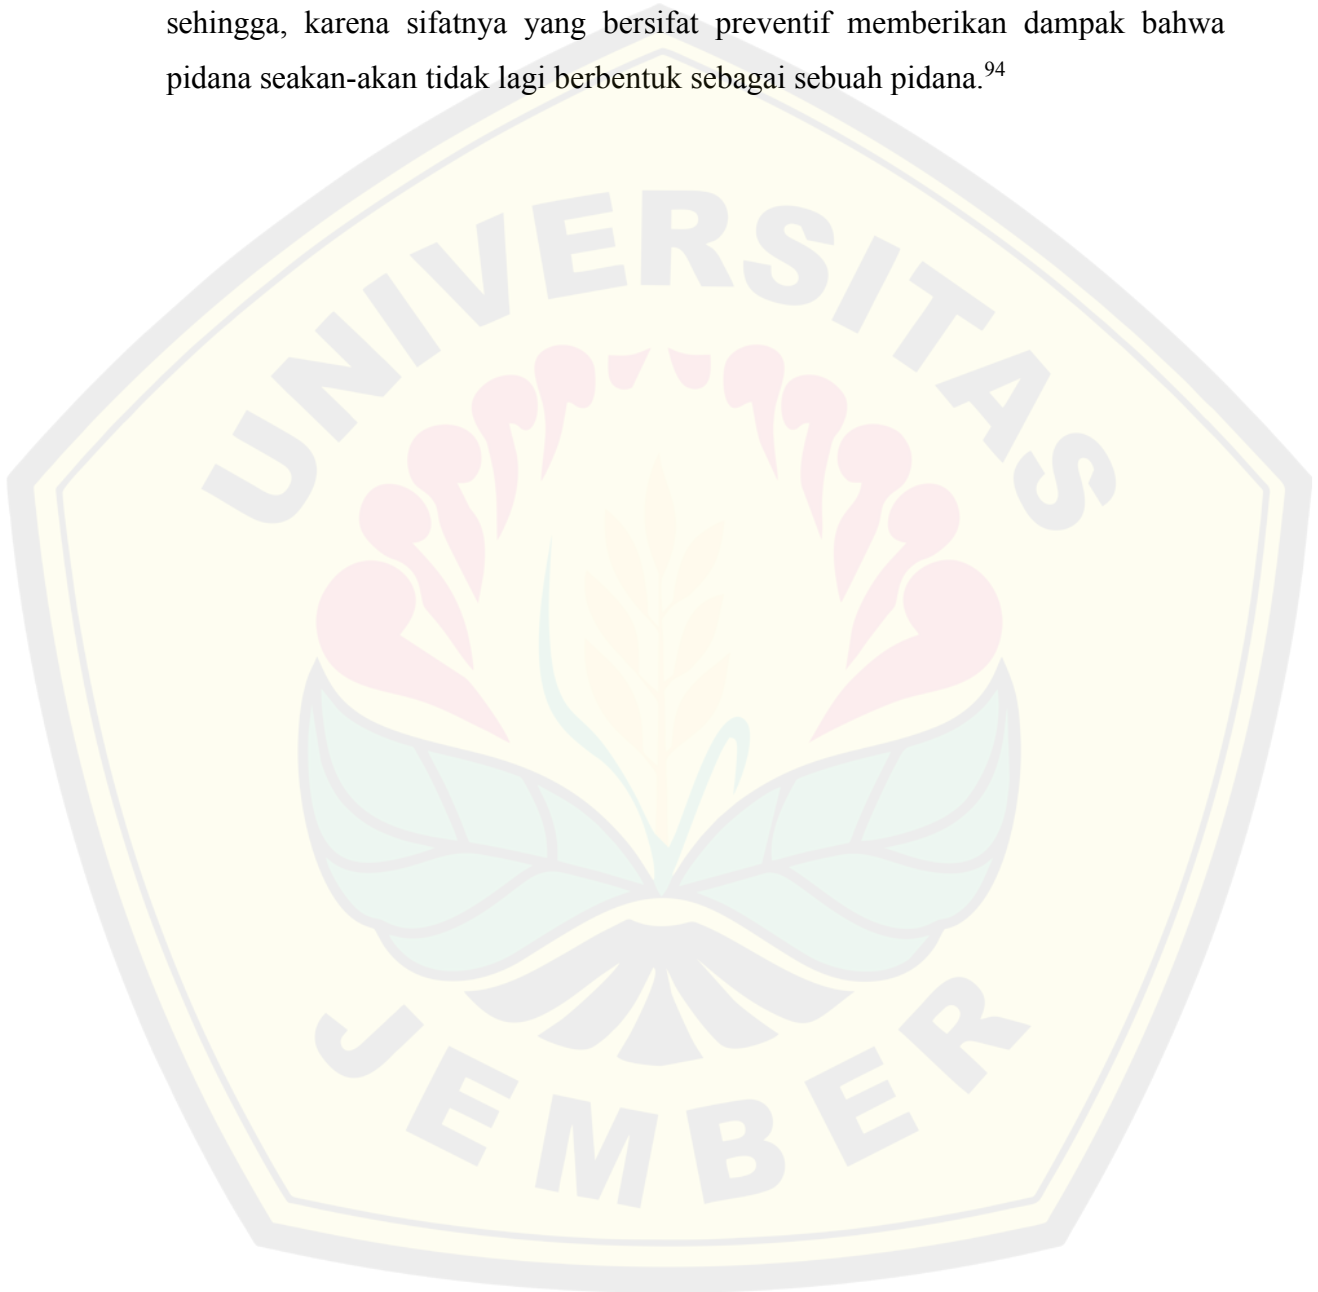 sehingga, karena sifatnya yang bersifat preventif memberikan dampak bahwa
pidana seakan-akan tidak lagi berbentuk sebagai sebuah pidana.94
UNIVERSITAS
JEMBER